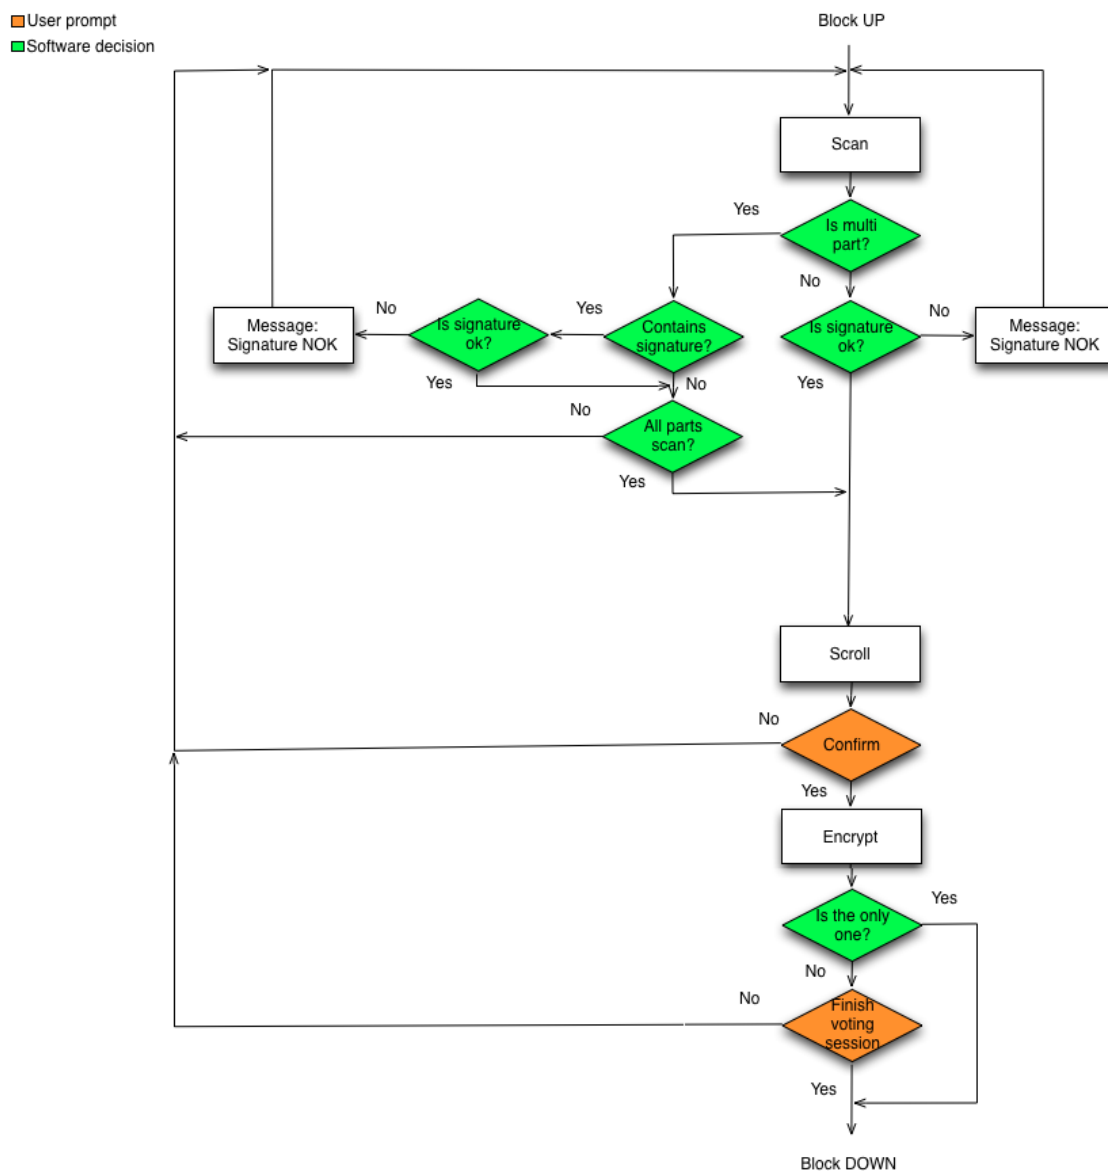 User prompt
Software decision
Block UP
Scan
Yes
Is multi
part?
No
No
Yes
No
Message:
Signature NOK
Is signature
ok?
Contains
signature?
Is signature
ok?
Message:
Signature NOK
Yes
No
Yes
No
All parts
scan?
Yes
Scroll
No
Confirm
Yes
Encrypt
Yes
Is the only
one?
No
No
Finish
voting
session
Yes
Block DOWN